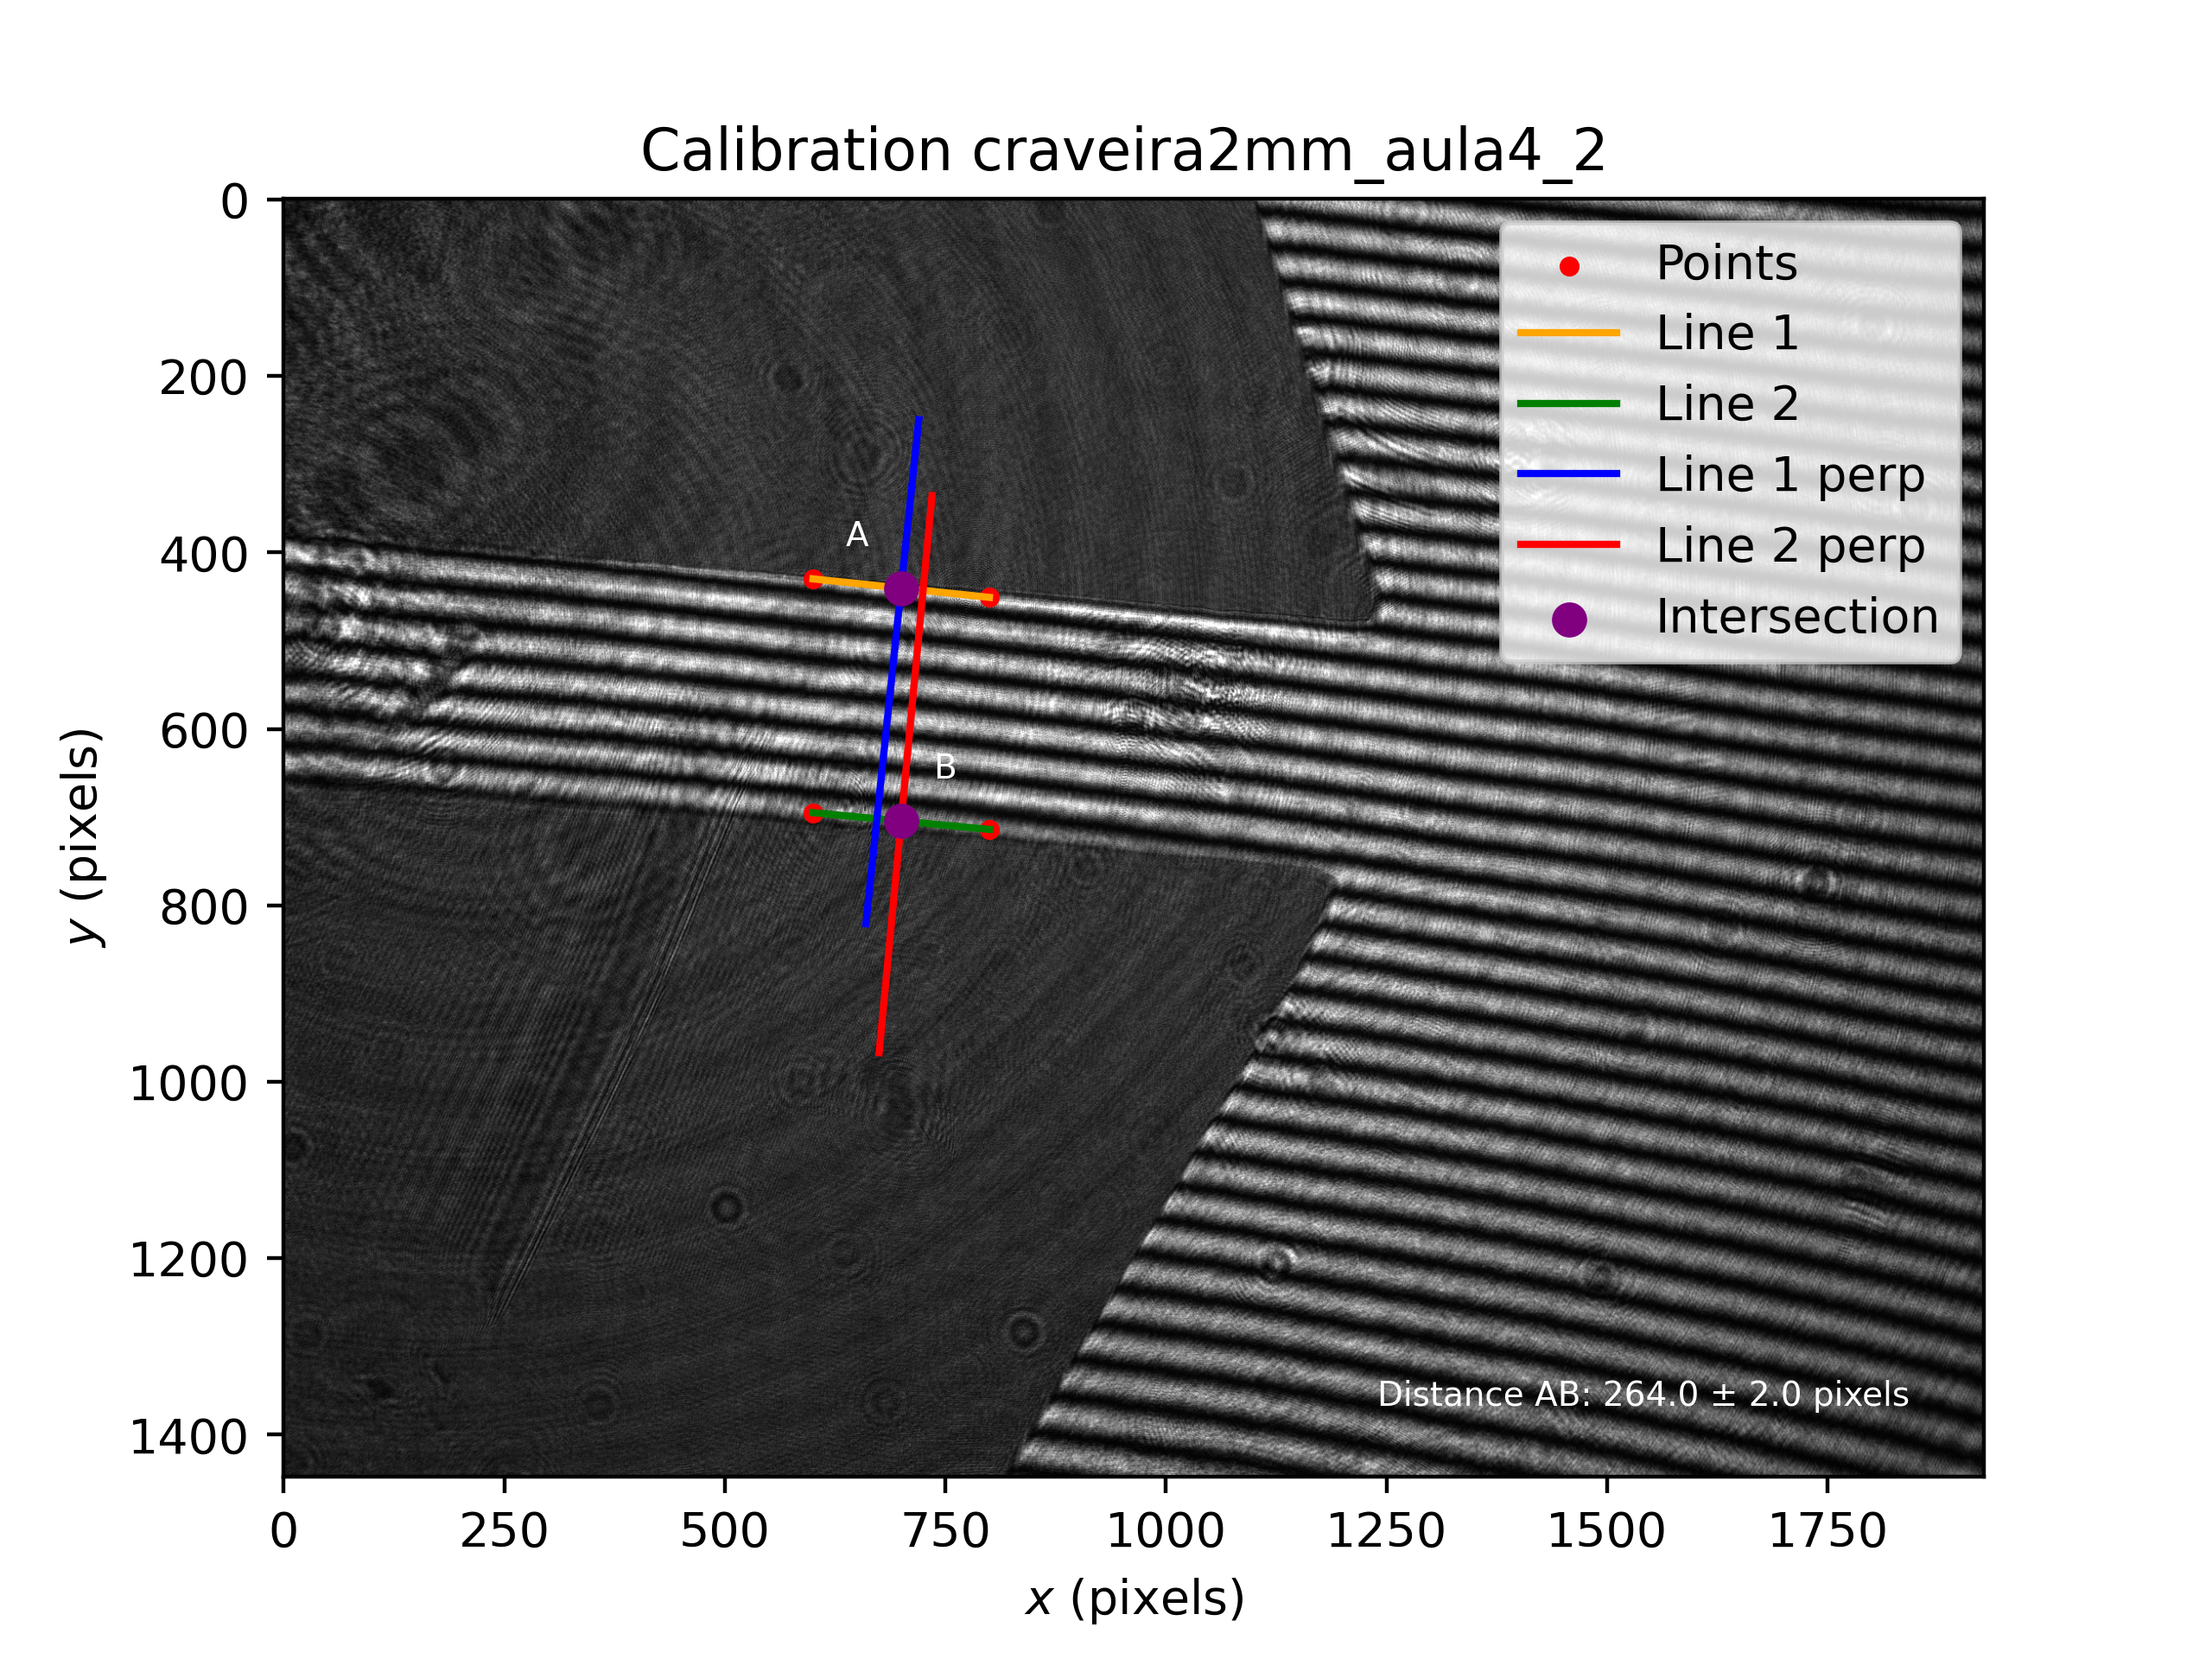 Calibration craveira2mm_aula4_2
Points
Line 1
Line 2
Line 1 perp
Line 2 perp
Intersection
A
B
Distance AB: 264.0 ± 2.0 pixels
0
200
400
600
800
1000
1200
1400
y (pixels)
0 250 500 750 1000 1250 1500 1750
x (pixels)